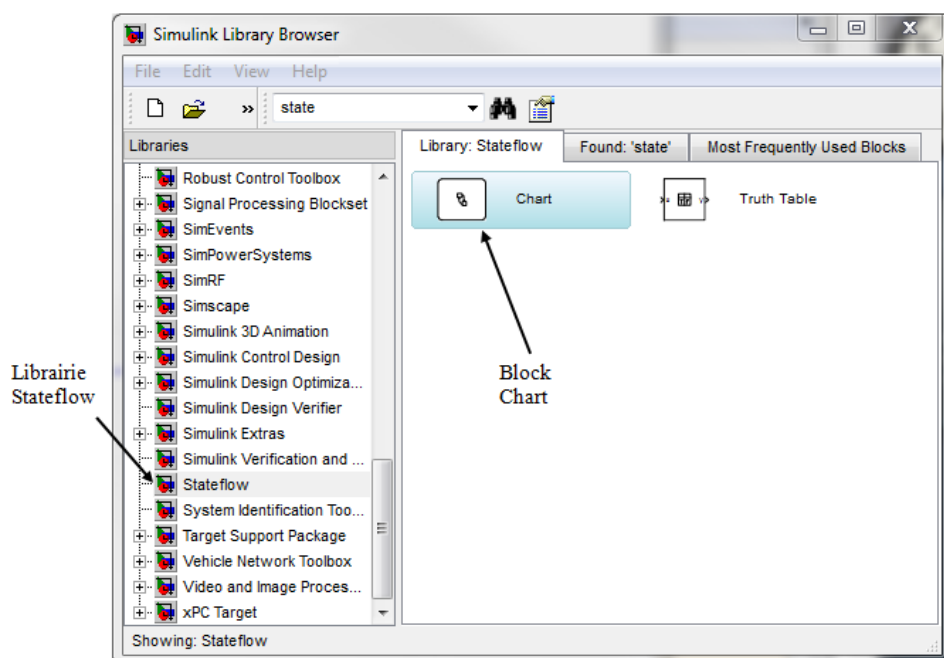 Simulink Library Browser
File Edit View Help
» state
Libraries
Library: Stateflow Found: 'state' Most Frequently Used Blocks
Robust Control Toolbox
Signal Processing Blockset
SimEvents
SimPowerSystems
SimRF
Simscape
Simulink 3D Animation
Simulink Control Design
Simulink Design Optimiza...
Simulink Design Verifier
Simulink Extras
Simulink Verification and ...
Stateflow
System Identification Too...
Target Support Package
Vehicle Network Toolbox
Video and Image Proces...
xPC Target
Chart Truth Table
Librairie
Stateflow
Block
Chart
Showing: Stateflow